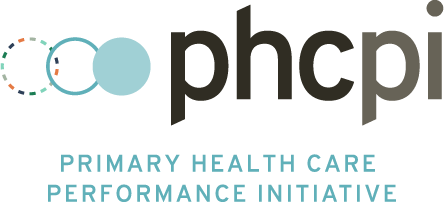 phcpi
PRIMARY HEALTH CARE
PERFORMANCE INITIATIVE